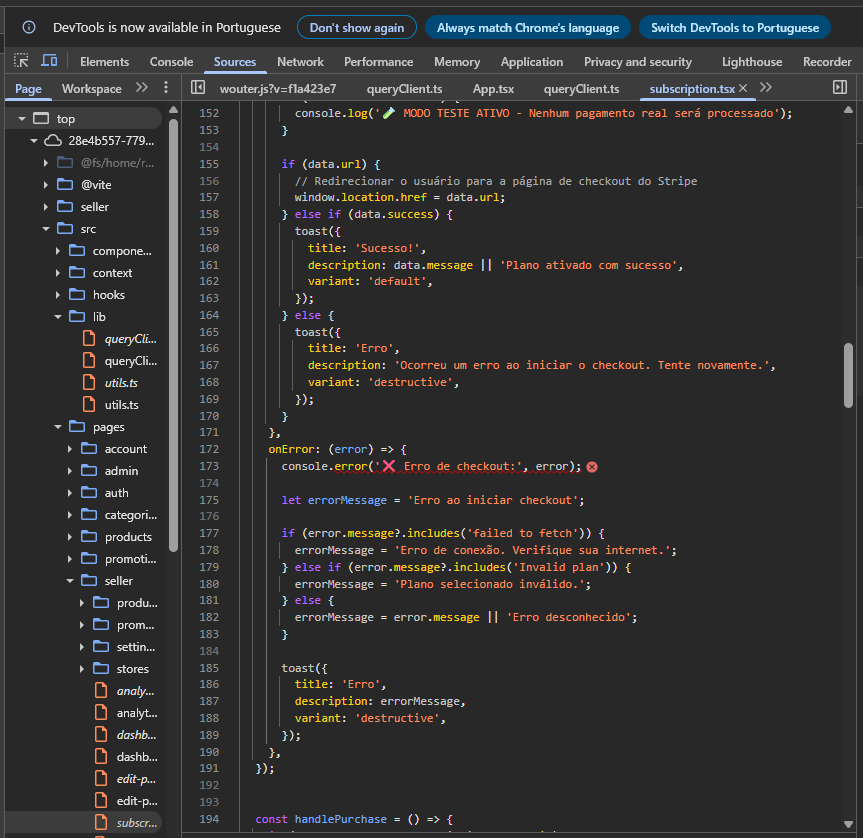 DevTools is now available in Portuguese
Don't show again
Always match Chrome's language
Switch DevTools to Portuguese
Elements
Console
Sources
Network
Performance
Memory
Application
Privacy and security
Lighthouse
Recorder
Page
Workspace
wouter.js?v=f1a423e7
queryClient.ts
App.tsx
queryClient.ts
subscription.tsx
top
28e4b557-779...
@fs/home/r...
@vite
seller
src
compone...
context
hooks
lib
queryCli...
queryCli...
utils.ts
utils.ts
pages
account
admin
auth
categori...
products
promoti...
seller
produ...
prom...
settin...
stores
analy...
analyt...
dashb...
dashb...
edit-p...
edit-p...
subscr...
152 console.log('🧪 MODO TESTE ATIVO - Nenhum pagamento real será processado');
153 }
154
155 if (data.url) {
156 // Redirecionar o usuário para a página de checkout do Stripe
157 window.location.href = data.url;
158 } else if (data.success) {
159 toast({
160 title: 'Sucesso!',
161 description: data.message || 'Plano ativado com sucesso',
162 variant: 'default',
163 });
164 } else {
165 toast({
166 title: 'Erro',
167 description: 'Ocorreu um erro ao iniciar o checkout. Tente novamente.',
168 variant: 'destructive',
169 });
170 }
171 },
172 onError: (error) => {
173 console.error('❌ Erro de checkout:', error);
174
175 let errorMessage = 'Erro ao iniciar checkout';
176
177 if (error.message?.includes('failed to fetch')) {
178 errorMessage = 'Erro de conexão. Verifique sua internet.';
179 } else if (error.message?.includes('Invalid plan')) {
180 errorMessage = 'Plano selecionado inválido.';
181 } else {
182 errorMessage = error.message || 'Erro desconhecido';
183 }
184
185 toast({
186 title: 'Erro',
187 description: errorMessage,
188 variant: 'destructive',
189 });
190 },
191 });
192
193
194 const handlePurchase = () => {